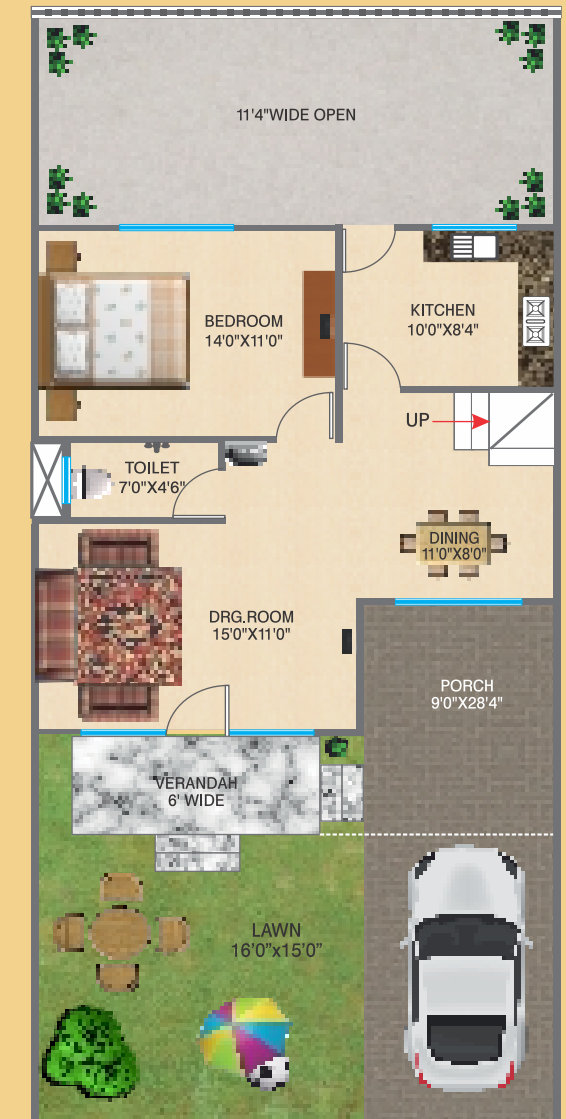 11'4"WIDE OPEN
BEDROOM
14'0"X11'0"
KITCHEN
10'0"X8'4"
UP
TOILET
7'0"X4'6"
DINING
11'0"X8'0"
DRG.ROOM
15'0"X11'0"
PORCH
9'0"X28'4"
VERANDAH
6' WIDE
LAWN
16'0”x15'0”